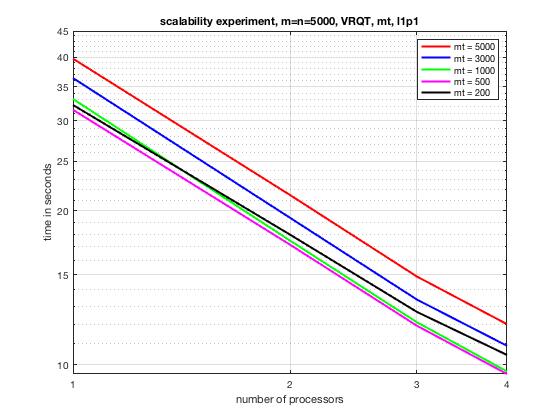 scalability experiment, m=n=5000, VRQT, mt, l1p1
45
40
35
30
25
20
15
10
time in seconds
mt = 5000
mt = 3000
mt = 1000
mt = 500
mt = 200
1
2
3
4
number of processors